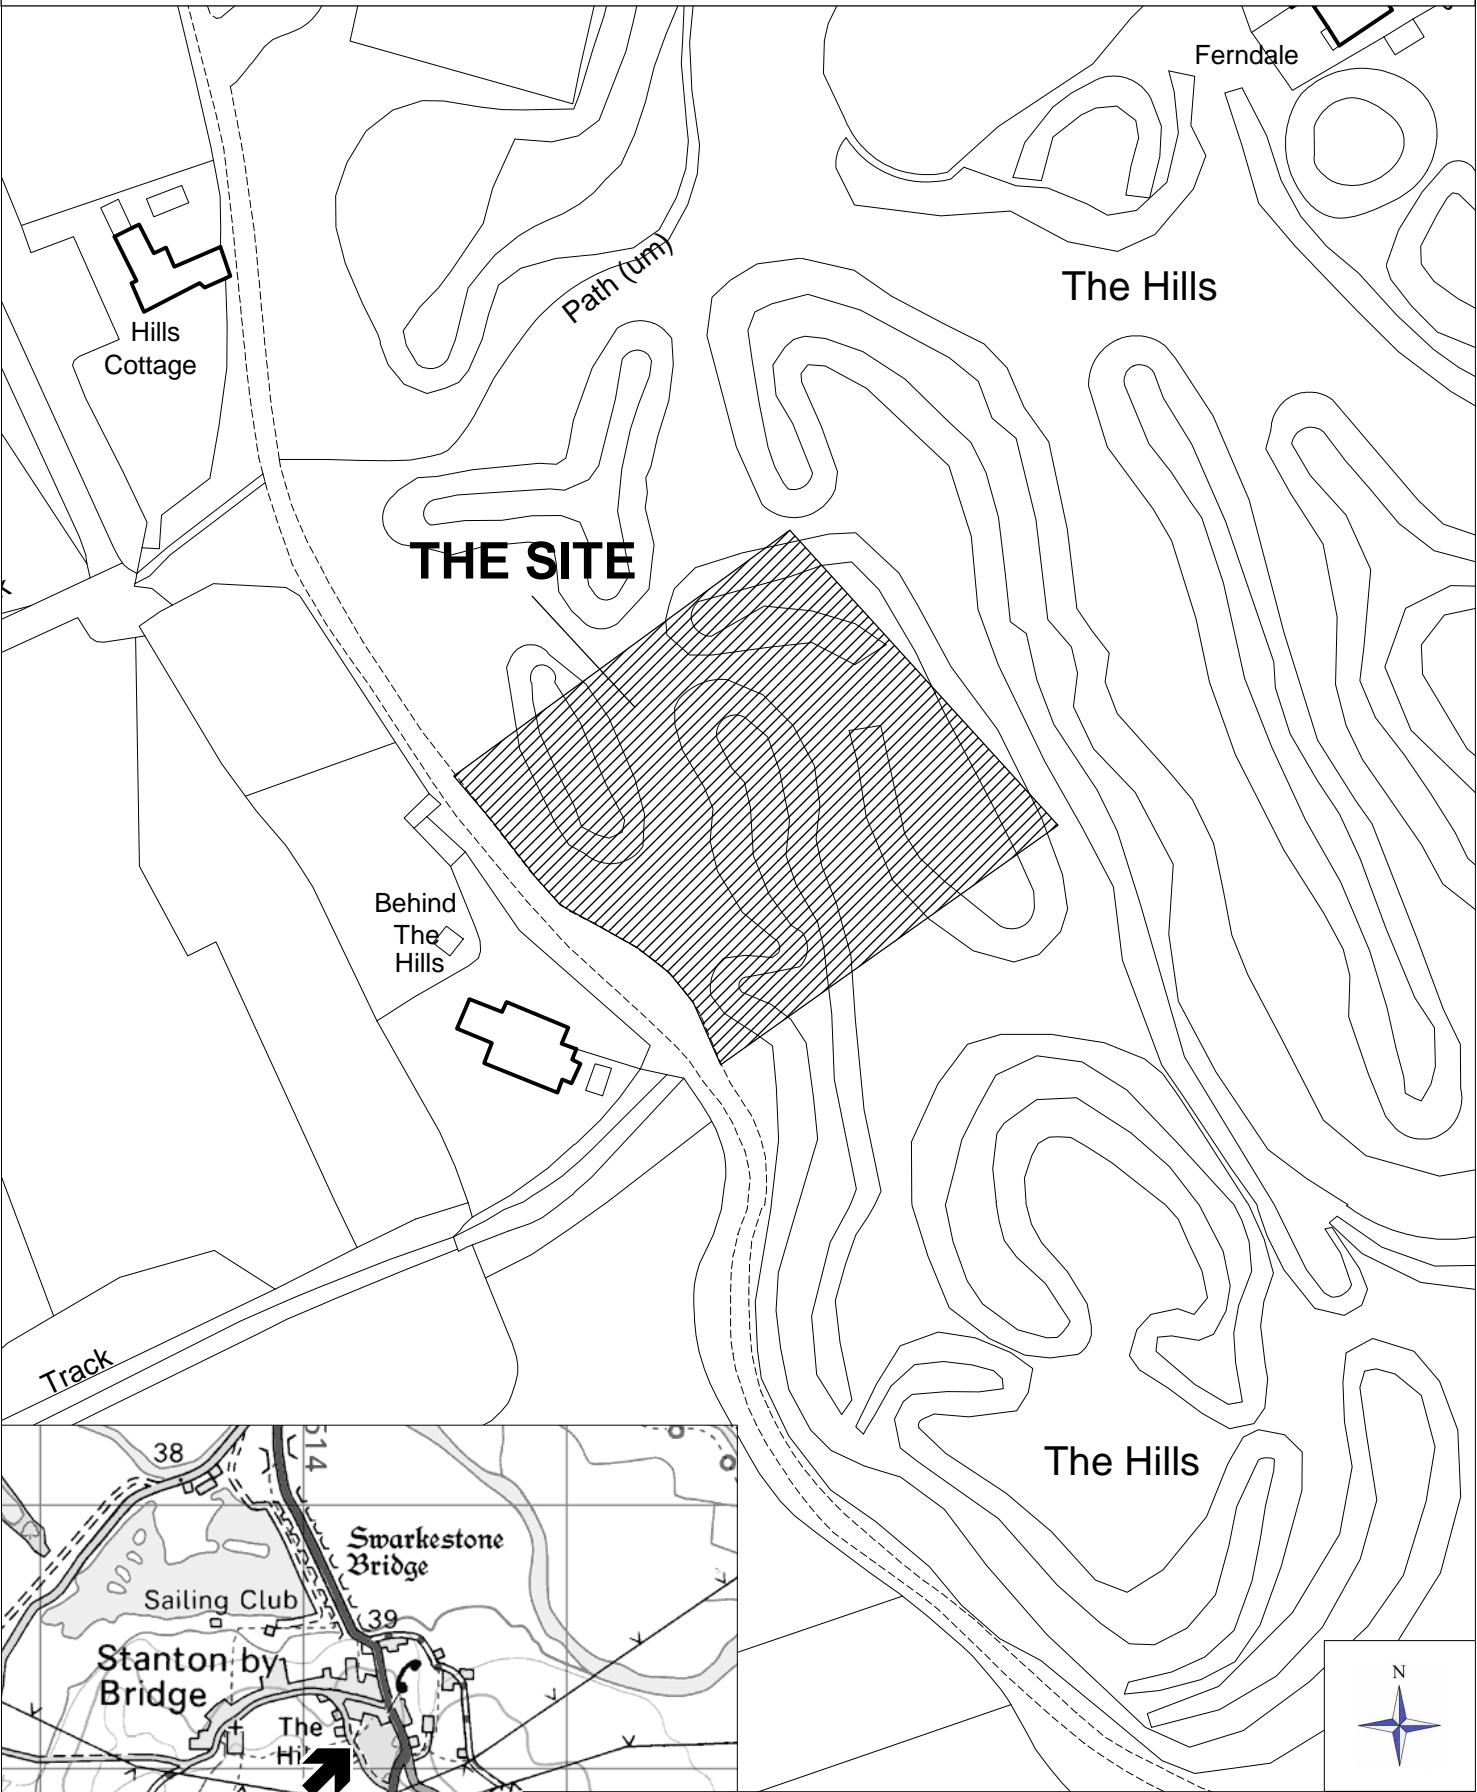 Ferndale
Path (um)
The Hills
Hills
Cottage
THE SITE
Behind
The
Hills
Track
The Hills
38
514
Swarkestone
Bridge
Sailing Club
39
Stanton by
Bridge
The
N